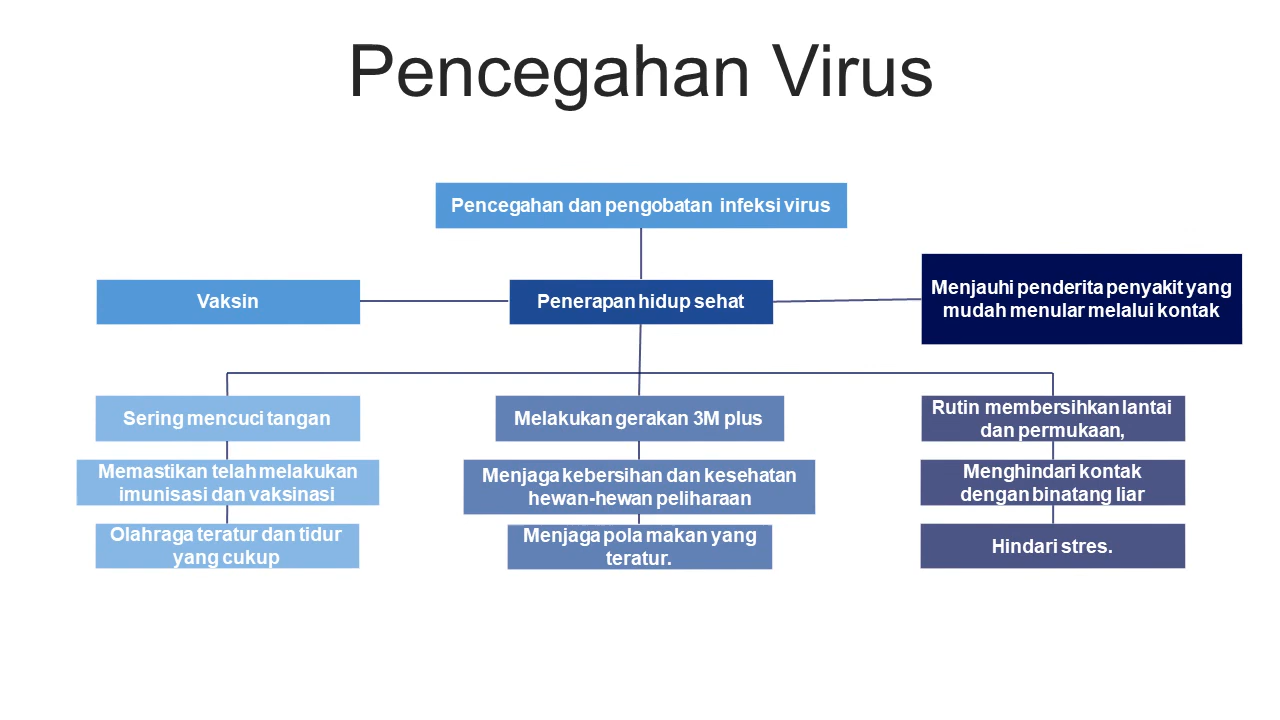 Pencegahan Virus
Pencegahan dan pengobatan infeksi virus
Vaksin
Penerapan hidup sehat
Menjauhi penderita penyakit yang
mudah menular melalui kontak
Sering mencuci tangan
Melakukan gerakan 3M plus
Rutin membersihkan lantai
dan permukaan,
Memastikan telah melakukan
imunisasi dan vaksinasi
Menjaga kebersihan dan kesehatan
hewan-hewan peliharaan
Menghindari kontak
dengan binatang liar
Olahraga teratur dan tidur
yang cukup
Menjaga pola makan yang
teratur.
Hindari stres.